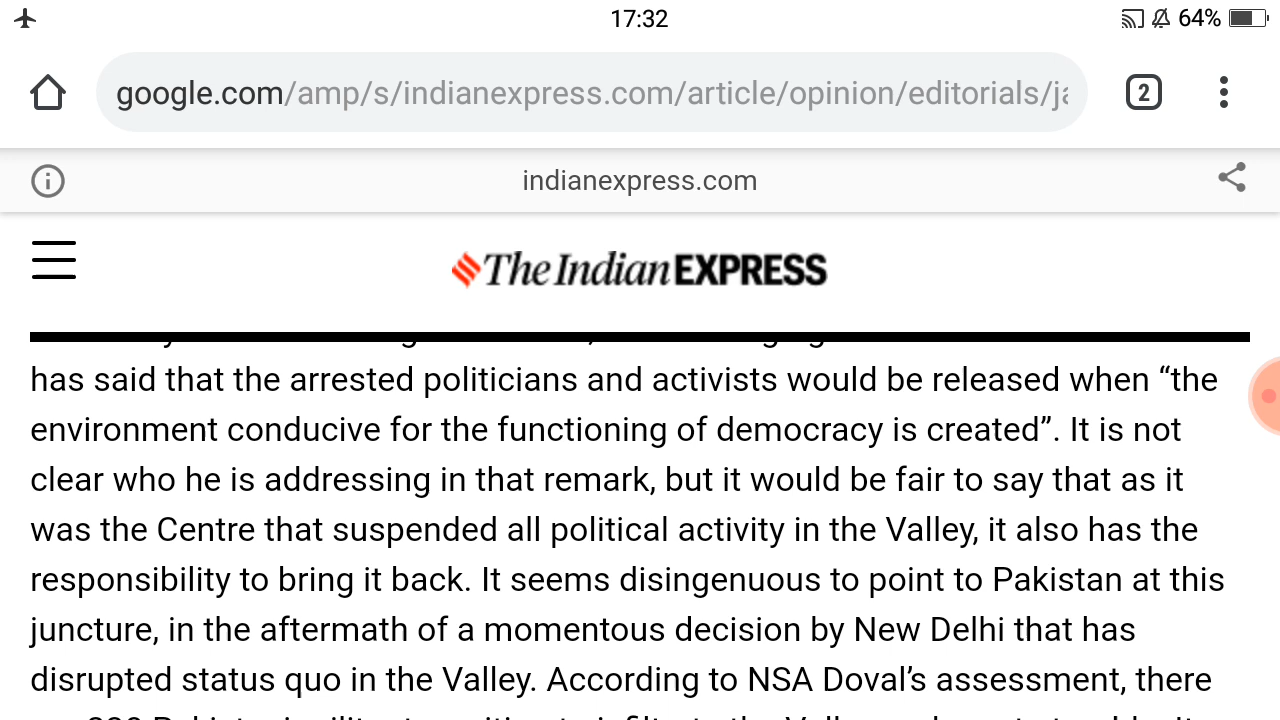 17:32
64%
google.com/amp/s/indianexpress.com/article/opinion/editorials/ja
2
indianexpress.com
The Indian EXPRESS
has said that the arrested politicians and activists would be released when “the
environment conducive for the functioning of democracy is created”. It is not
clear who he is addressing in that remark, but it would be fair to say that as it
was the Centre that suspended all political activity in the Valley, it also has the
responsibility to bring it back. It seems disingenuous to point to Pakistan at this
juncture, in the aftermath of a momentous decision by New Delhi that has
disrupted status quo in the Valley. According to NSA Doval’s assessment, there